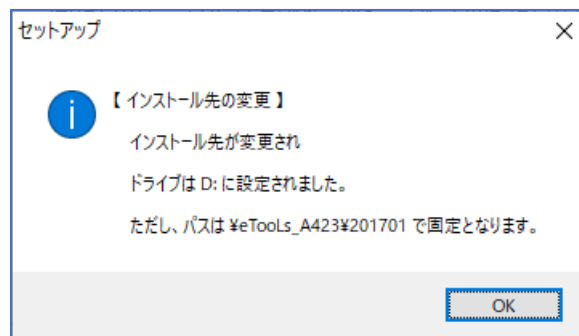 セットアップ
【 インストール先の変更 】
インストール先が変更され
ドライブは D: に設定されました。
ただし、パスは ¥eTooLs_A423¥201701 で固定となります。
OK